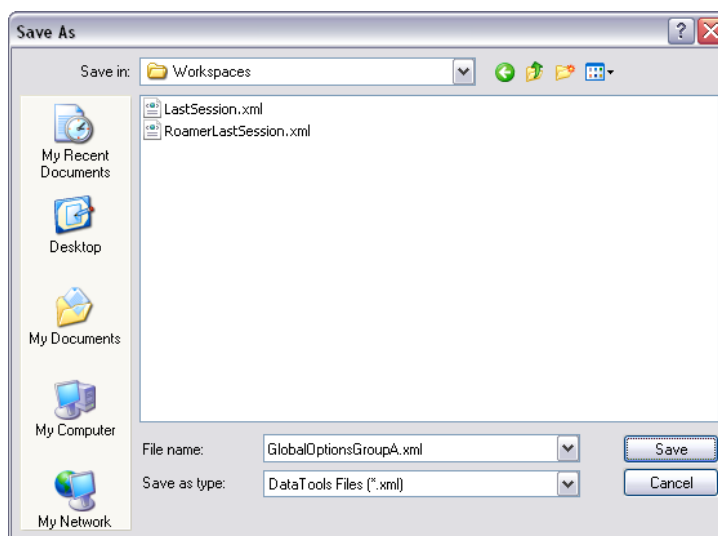 Save As
Save in:
Workspaces
LastSession.xml
RoamerLastSession.xml
My Recent
Documents
Desktop
My Documents
My Computer
My Network
File name:
GlobalOptionsGroupA.xml
Save
Save as type:
DataTools Files (*.xml)
Cancel